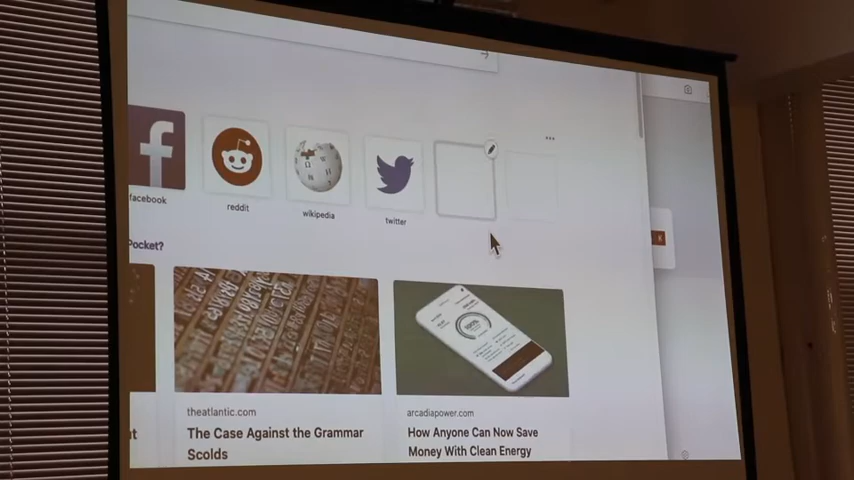 facebook
reddit
wikipedia
twitter
Pocket?
theatlantic.com
The Case Against the Grammar
Scolds
arcadiapower.com
How Anyone Can Now Save
Money With Clean Energy